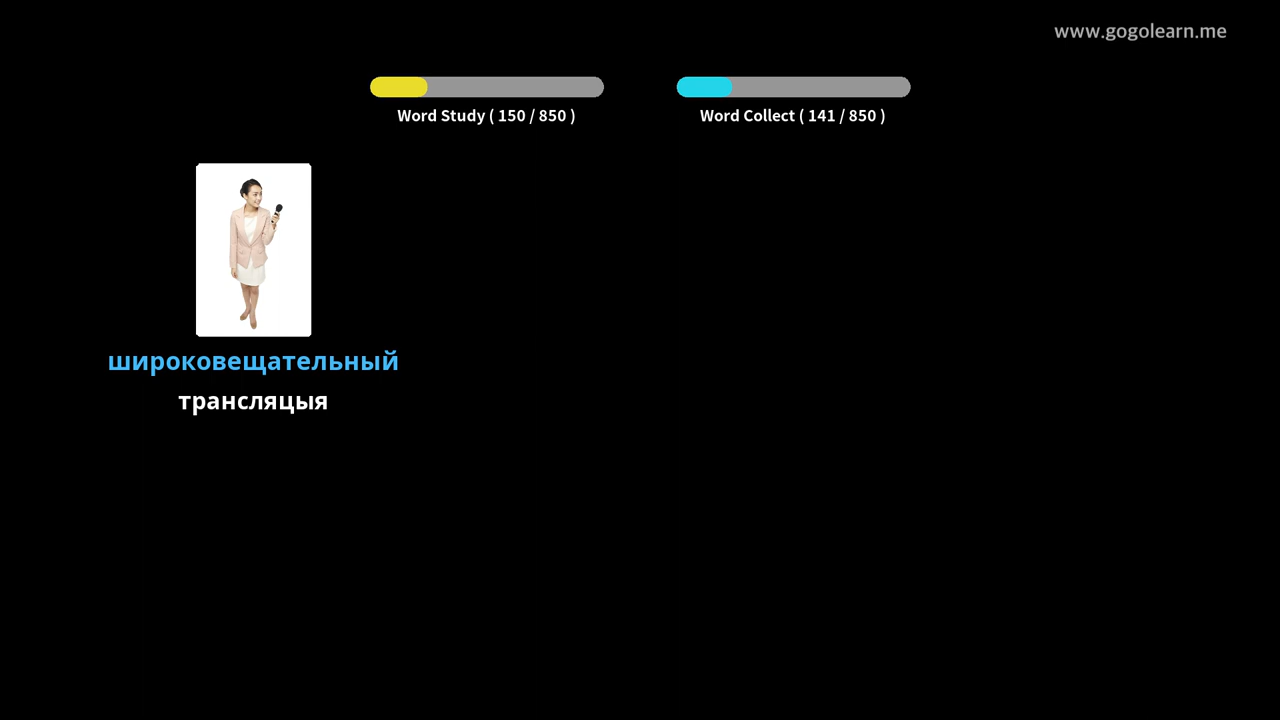 www.gogolearn.me
Word Study ( 150 / 850 )
Word Collect ( 141 / 850 )
широковещательный
трансляцыя